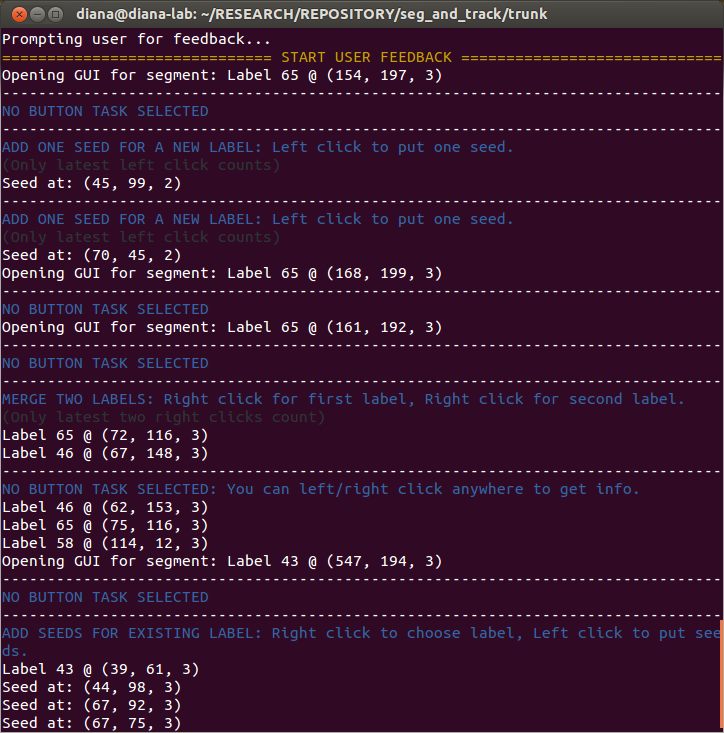 diana@diana-lab: ~/RESEARCH/REPOSITORY/seg_and_track/trunk
Prompting user for feedback...
============================== START USER FEEDBACK =============================
Opening GUI for segment: Label 65 @ (154, 197, 3)
--------------------------------------------------------------------------------
NO BUTTON TASK SELECTED
--------------------------------------------------------------------------------
ADD ONE SEED FOR A NEW LABEL: Left click to put one seed.
(Only latest left click counts)
Seed at: (45, 99, 2)
--------------------------------------------------------------------------------
ADD ONE SEED FOR A NEW LABEL: Left click to put one seed.
(Only latest left click counts)
Seed at: (70, 45, 2)
Opening GUI for segment: Label 65 @ (168, 199, 3)
--------------------------------------------------------------------------------
NO BUTTON TASK SELECTED
Opening GUI for segment: Label 65 @ (161, 192, 3)
--------------------------------------------------------------------------------
NO BUTTON TASK SELECTED
--------------------------------------------------------------------------------
MERGE TWO LABELS: Right click for first label, Right click for second label.
(Only latest two right clicks count)
Label 65 @ (72, 116, 3)
Label 46 @ (67, 148, 3)
--------------------------------------------------------------------------------
NO BUTTON TASK SELECTED: You can left/right click anywhere to get info.
Label 46 @ (62, 153, 3)
Label 65 @ (75, 116, 3)
Label 58 @ (114, 12, 3)
Opening GUI for segment: Label 43 @ (547, 194, 3)
--------------------------------------------------------------------------------
NO BUTTON TASK SELECTED
--------------------------------------------------------------------------------
ADD SEEDS FOR EXISTING LABEL: Right click to choose label, Left click to put see
ds.
Label 43 @ (39, 61, 3)
Seed at: (44, 98, 3)
Seed at: (67, 92, 3)
Seed at: (67, 75, 3)